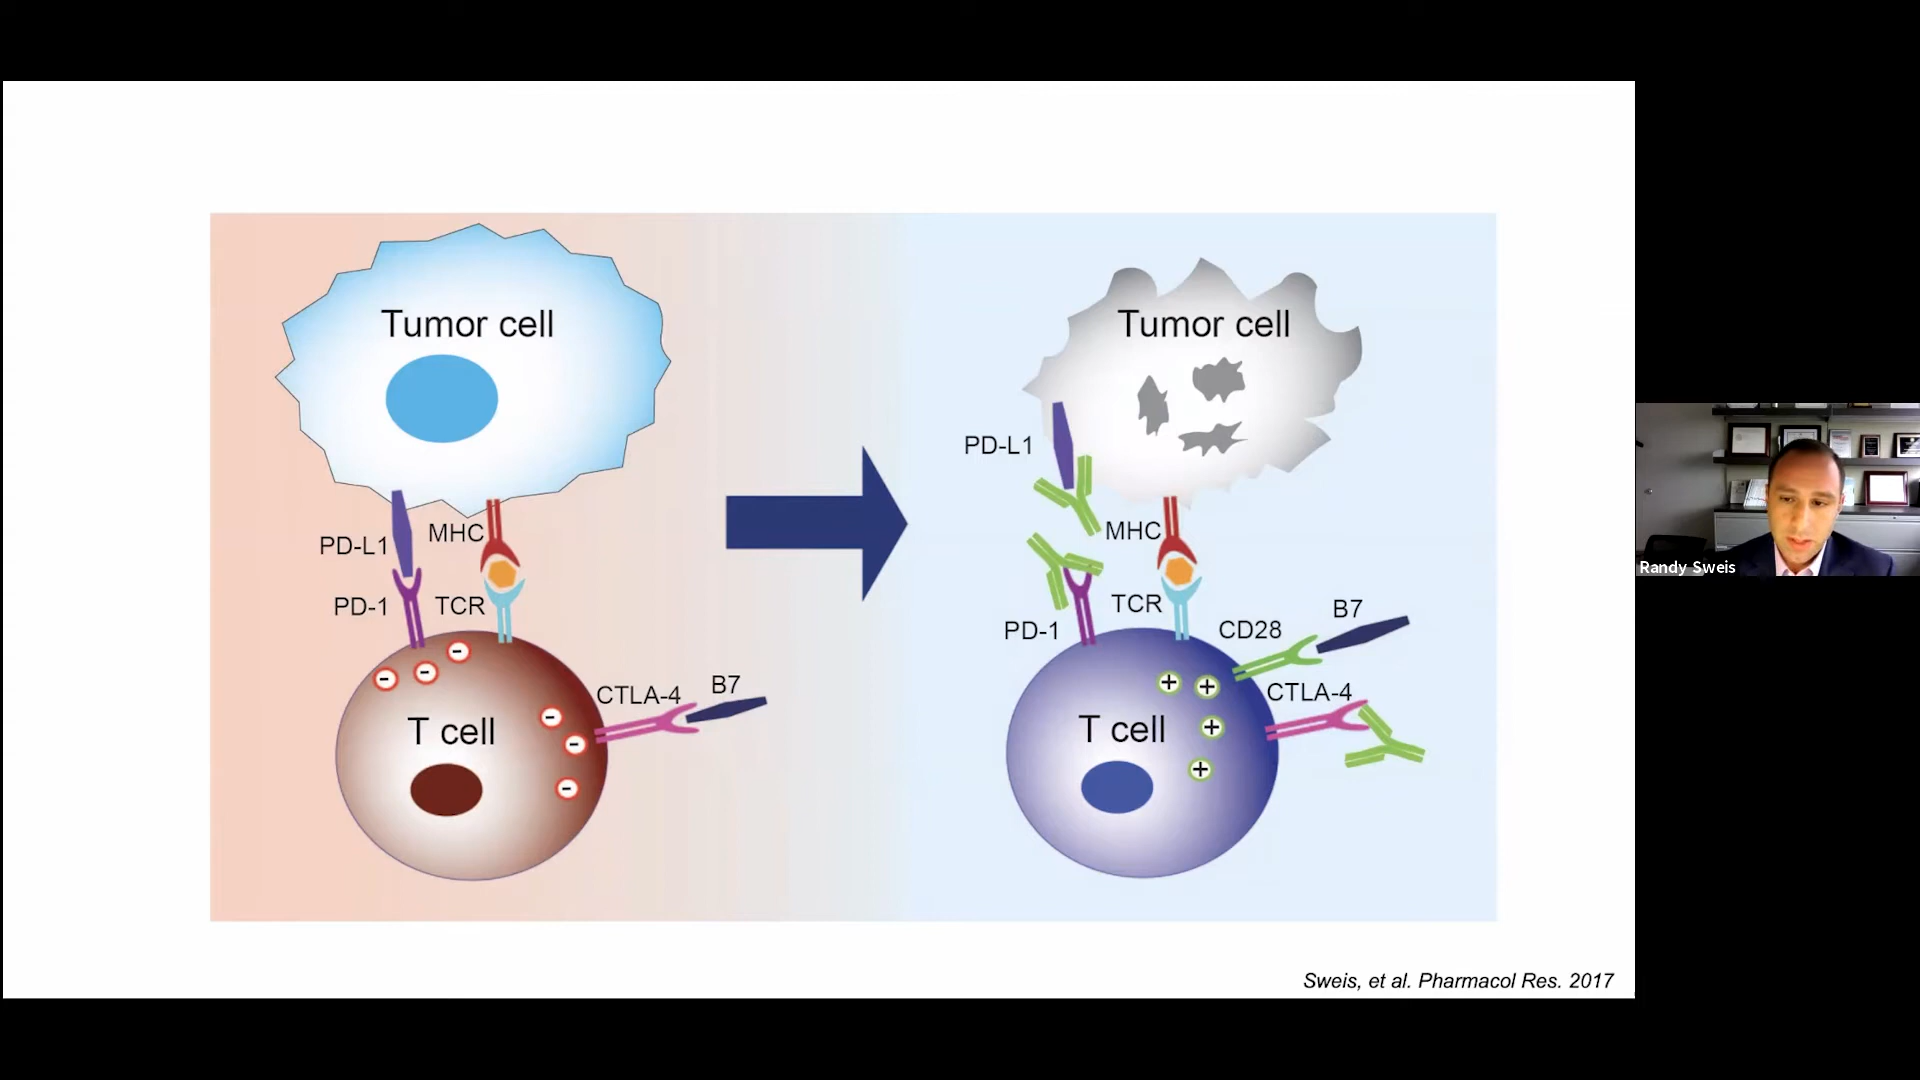 Tumor cell
PD-L1
MHC
PD-1
TCR
CTLA-4
B7
T cell
Tumor cell
PD-L1
MHC
TCR
PD-1
CD28
B7
CTLA-4
T cell
Sweis, et al. Pharmacol Res. 2017
Randy Sweis